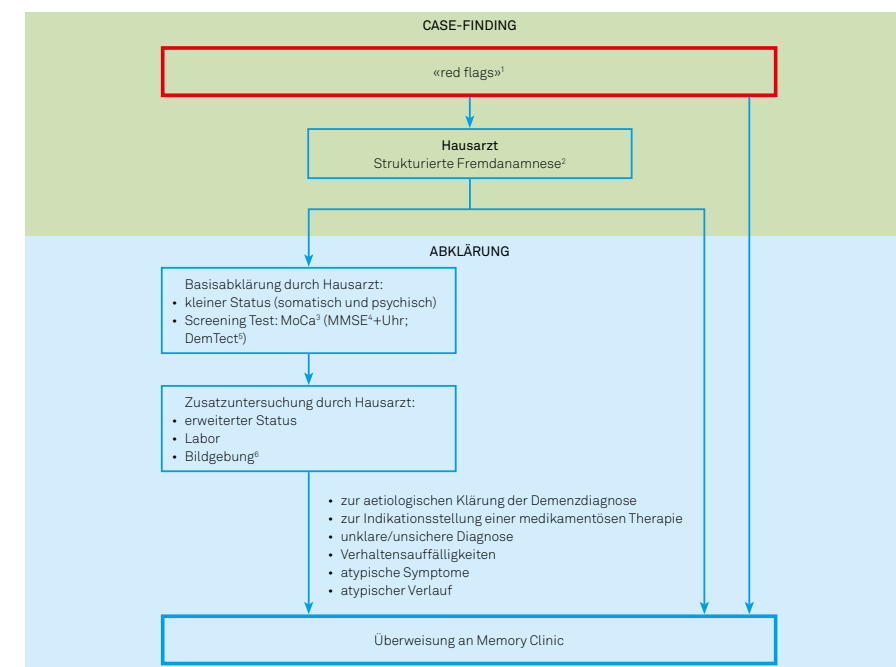 CASE-FINDING
«red flags»¹
Hausarzt
Strukturierte Fremdanamnese²
ABKLÄRUNG
Basisabklärung durch Hausarzt:
• kleiner Status (somatisch und psychisch)
• Screening Test: MoCa³ (MMSE⁴+Uhr;
DemTect⁵)
Zusatzuntersuchung durch Hausarzt:
• erweiterter Status
• Labor
• Bildgebung⁶
• zur aetiologischen Klärung der Demenzdiagnose
• zur Indikationsstellung einer medikamentösen Therapie
• unklare/unsichere Diagnose
• Verhaltensauffälligkeiten
• atypische Symptome
• atypischer Verlauf
Überweisung an Memory Clinic